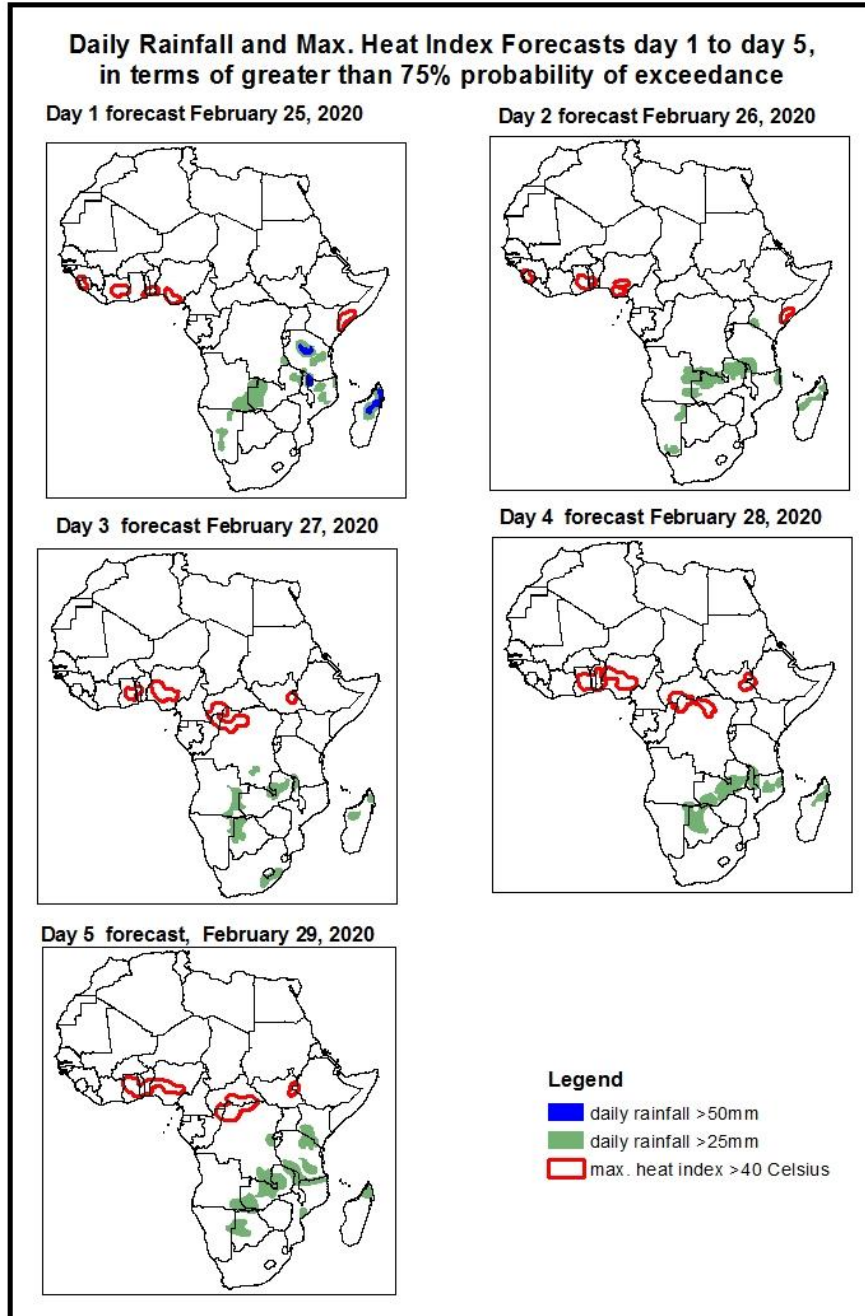 Daily Rainfall and Max. Heat Index Forecasts day 1 to day 5,
in terms of greater than 75% probability of exceedance
Day 1 forecast February 25, 2020
Day 2 forecast February 26, 2020
Day 3 forecast February 27, 2020
Day 4 forecast February 28, 2020
Day 5 forecast, February 29, 2020
Legend
daily rainfall >50mm
daily rainfall >25mm
max. heat index >40 Celsius